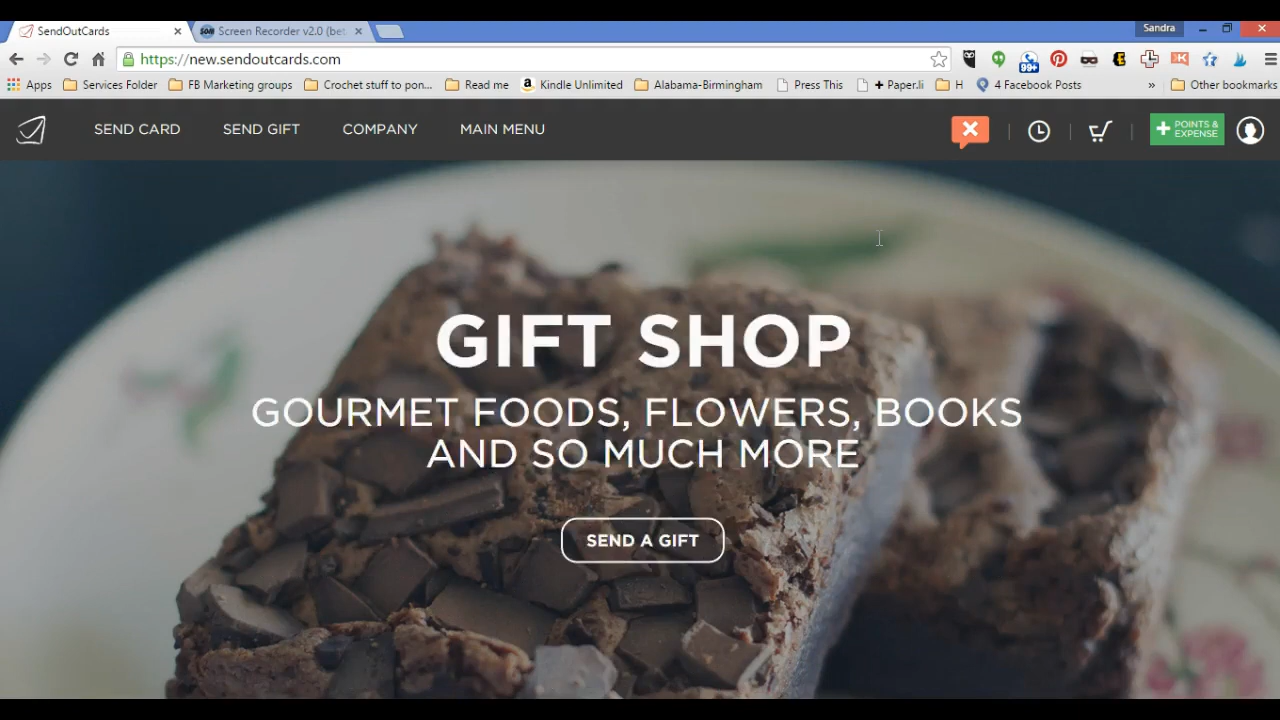 SendOutCards
Screen Recorder v2.0 (bet
Sandra
https://new.sendoutcards.com
99+
Apps
Services Folder
FB Marketing groups
Crochet stuff to pon...
Read me
Kindle Unlimited
Alabama-Birmingham
Press This
+ Paper.li
H
4 Facebook Posts
»
Other bookmarks
SEND CARD
SEND GIFT
COMPANY
MAIN MENU
+ POINTS &
EXPENSE
GIFT SHOP
GOURMET FOODS, FLOWERS, BOOKS
AND SO MUCH MORE
SEND A GIFT